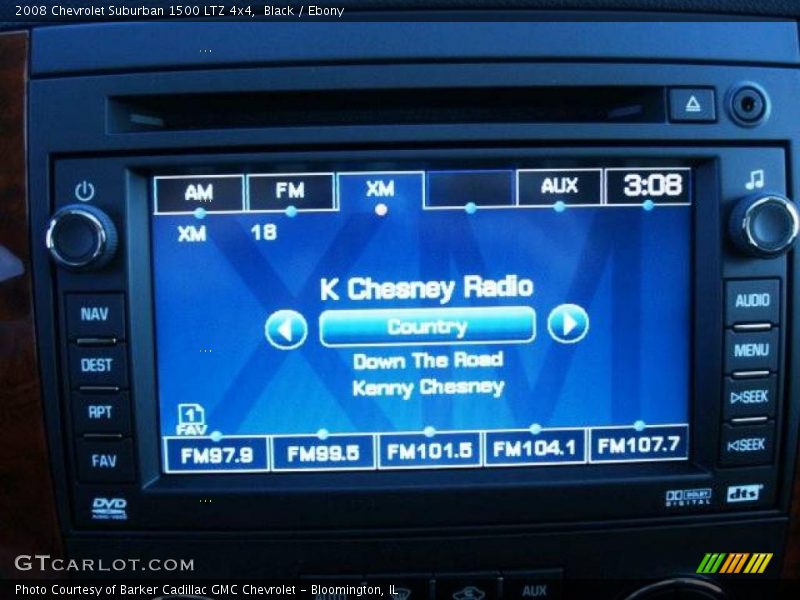 2008 Chevrolet Suburban 1500 LTZ 4x4, Black / Ebony
AM FM XM AUX 3:08
XM 18
K Chesney Radio
Country
Down The Road
Kenny Chesney
1
FAV
FM97.9 FM99.5 FM101.5 FM104.1 FM107.7
NAV
DEST
RPT
FAV
AUDIO
MENU
SEEK
SEEK
DVD
DOLBY
DIGITAL
dts
GTCARLOT.COM
Photo Courtesy of Barker Cadillac GMC Chevrolet - Bloomington, IL
AUX